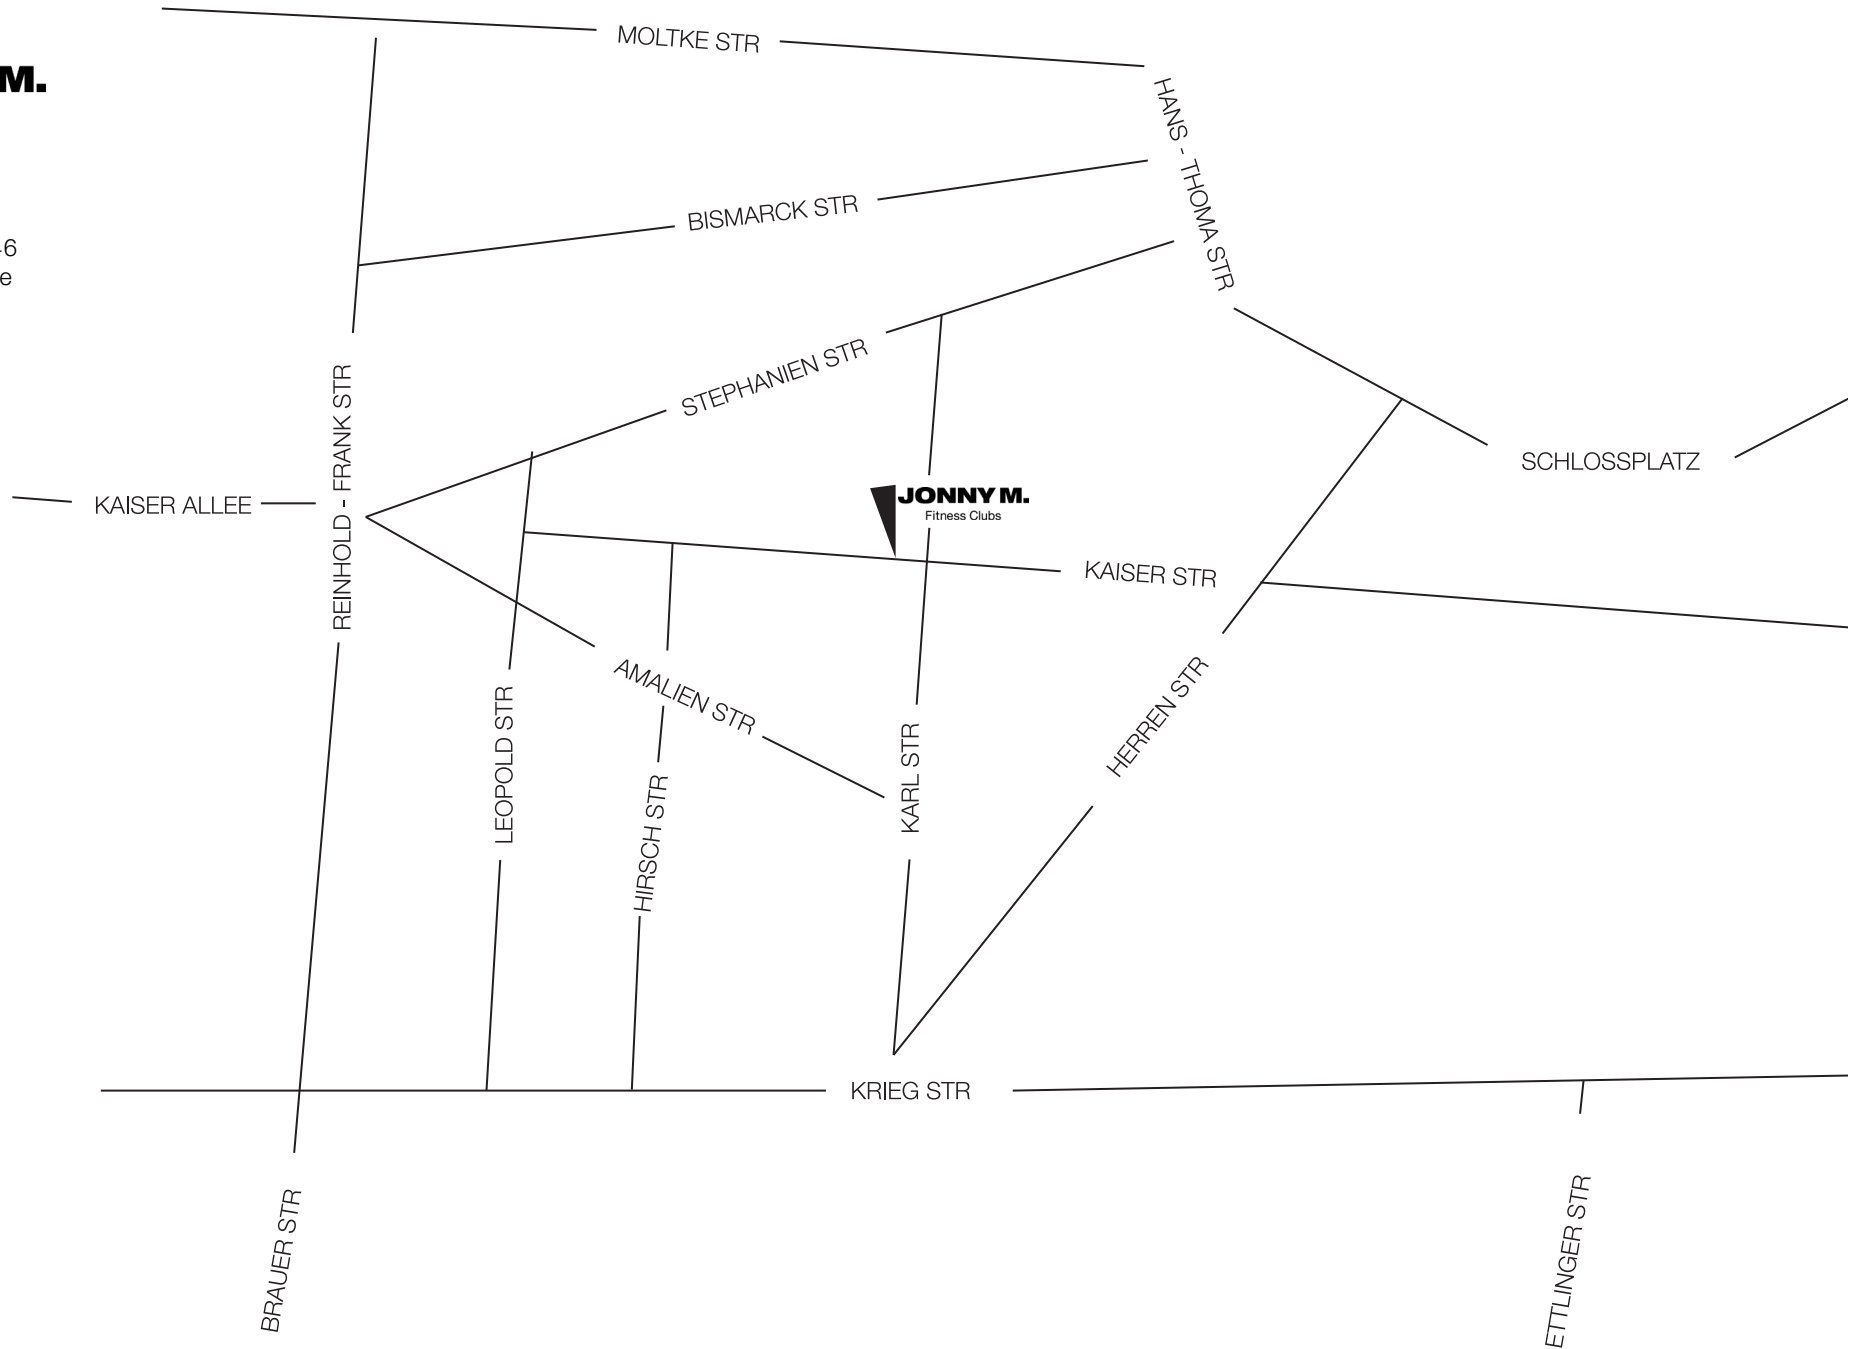 MOLTKE STR
M.
HANS - THOMA STR
BISMARCK STR
46
e
STEPHANIEN STR
REINHOLD - FRANK STR
SCHLOSSPLATZ
KAISER ALLEE
JONNY M.
Fitness Clubs
KAISER STR
AMALIEN STR
HERREN STR
LEOPOLD STR
KARL STR
HIRSCH STR
KRIEG STR
BRAUER STR
ETTLINGER STR